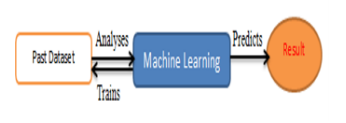 Past Dataset
Analyses
Trains
Machine Learning
Predicts
Result